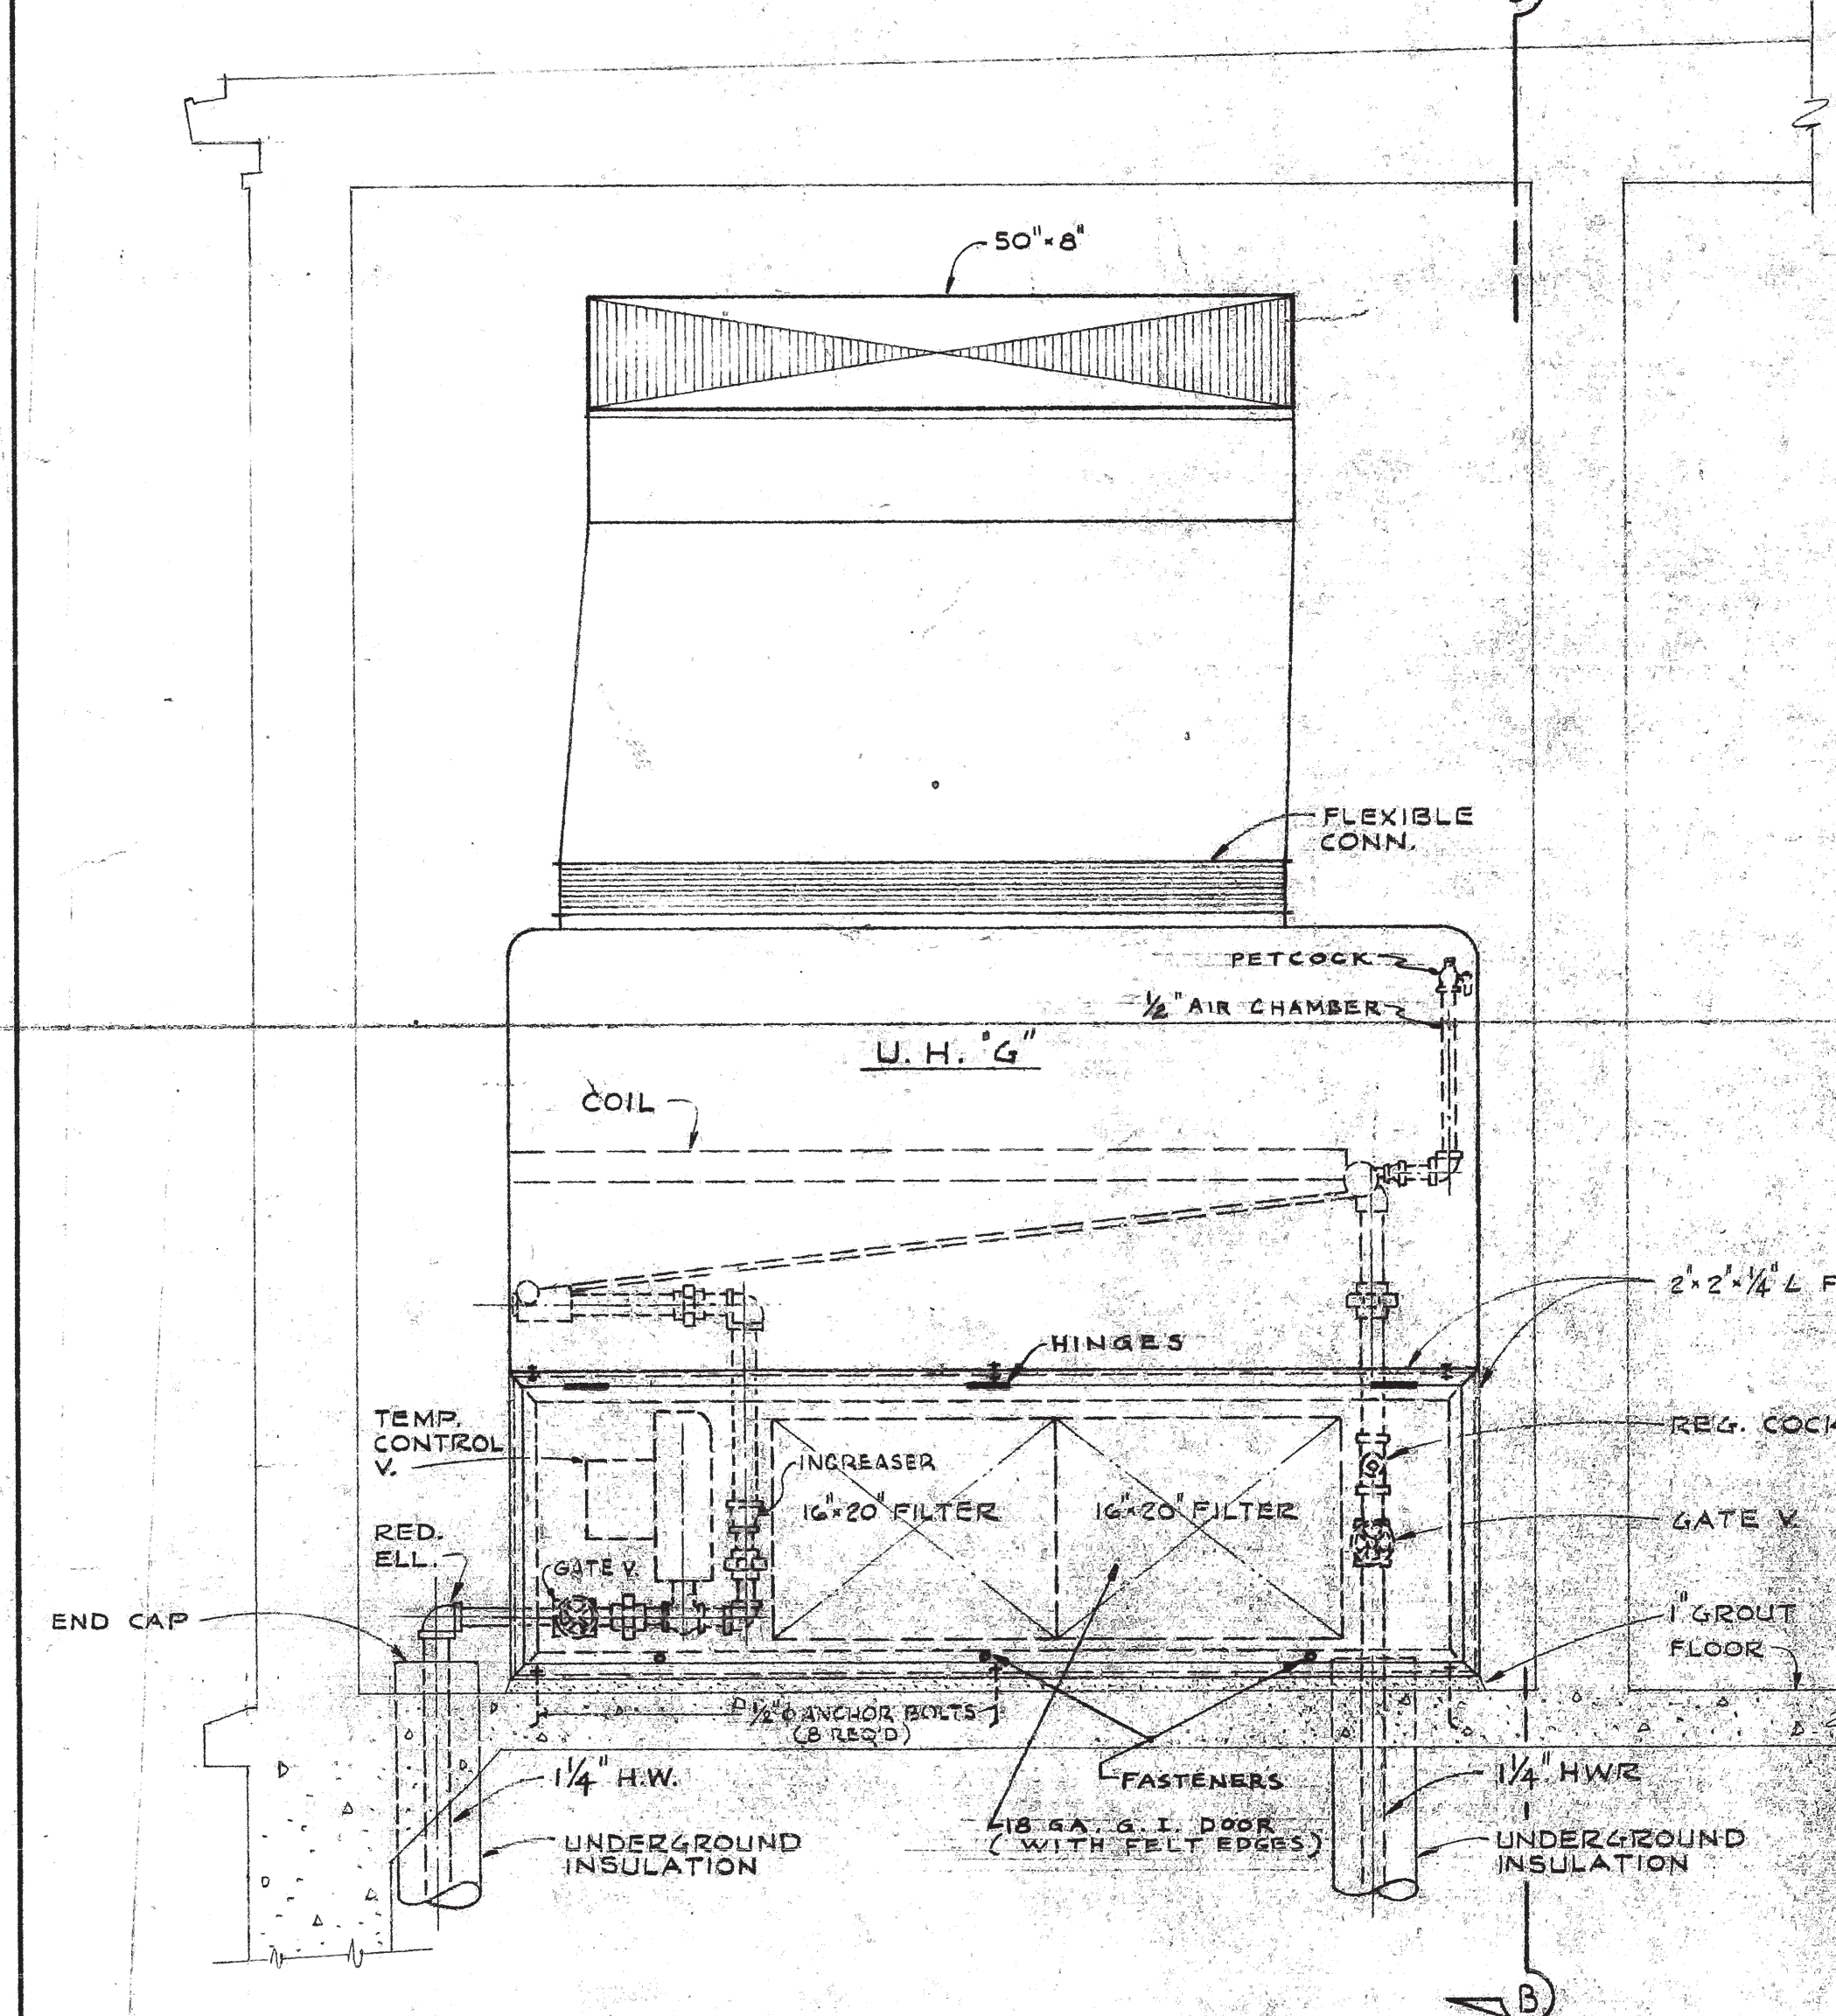 50"×8"
FLEXIBLE
CONN.
PETCOCK
½" AIR CHAMBER
U. H. "G"
COIL
2"×2"×¼" L F
HINGES
TEMP.
CONTROL
V.
REG. COCK
INCREASER
16"×20" FILTER
16"×20" FILTER
GATE V.
RED.
ELL.
GATE V.
END CAP
1" GROUT
FLOOR
½"Φ ANCHOR BOLTS
(8 REQ'D)
1¼" H.W.
FASTENERS
1¼" HWR
18 GA. G. I. DOOR
(WITH FELT EDGES)
UNDERGROUND
INSULATION
UNDERGROUND
INSULATION
B